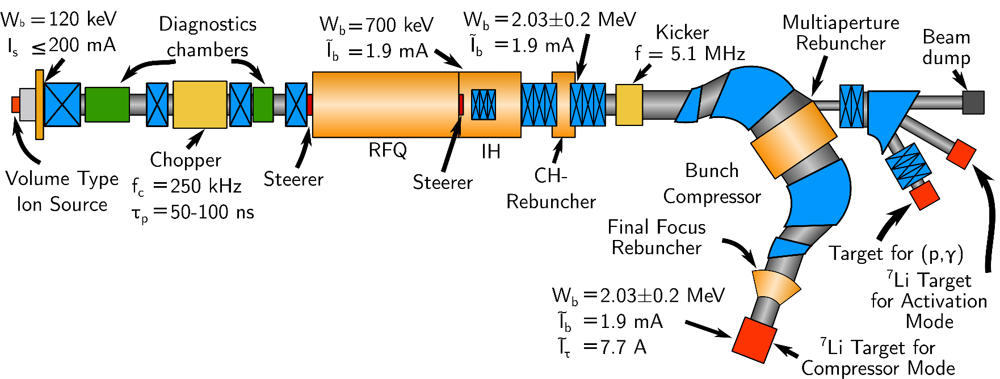 W_b = 120 keV
I_s ≤ 200 mA
Diagnostics
chambers
W_b = 700 keV
Ĩ_b = 1.9 mA
W_b = 2.03±0.2 MeV
Ĩ_b = 1.9 mA
Kicker
f = 5.1 MHz
Multiaperture
Rebuncher
Beam
dump
Volume Type
Ion Source
Chopper
f_c = 250 kHz
τ_p = 50-100 ns
Steerer
RFQ
Steerer
IH
CH-
Rebuncher
Bunch
Compressor
Final Focus
Rebuncher
Target for (p,γ)
⁷Li Target
for Activation
Mode
W_b = 2.03±0.2 MeV
Ĩ_b = 1.9 mA
Ĩ_τ = 7.7 A
⁷Li Target for
Compressor Mode